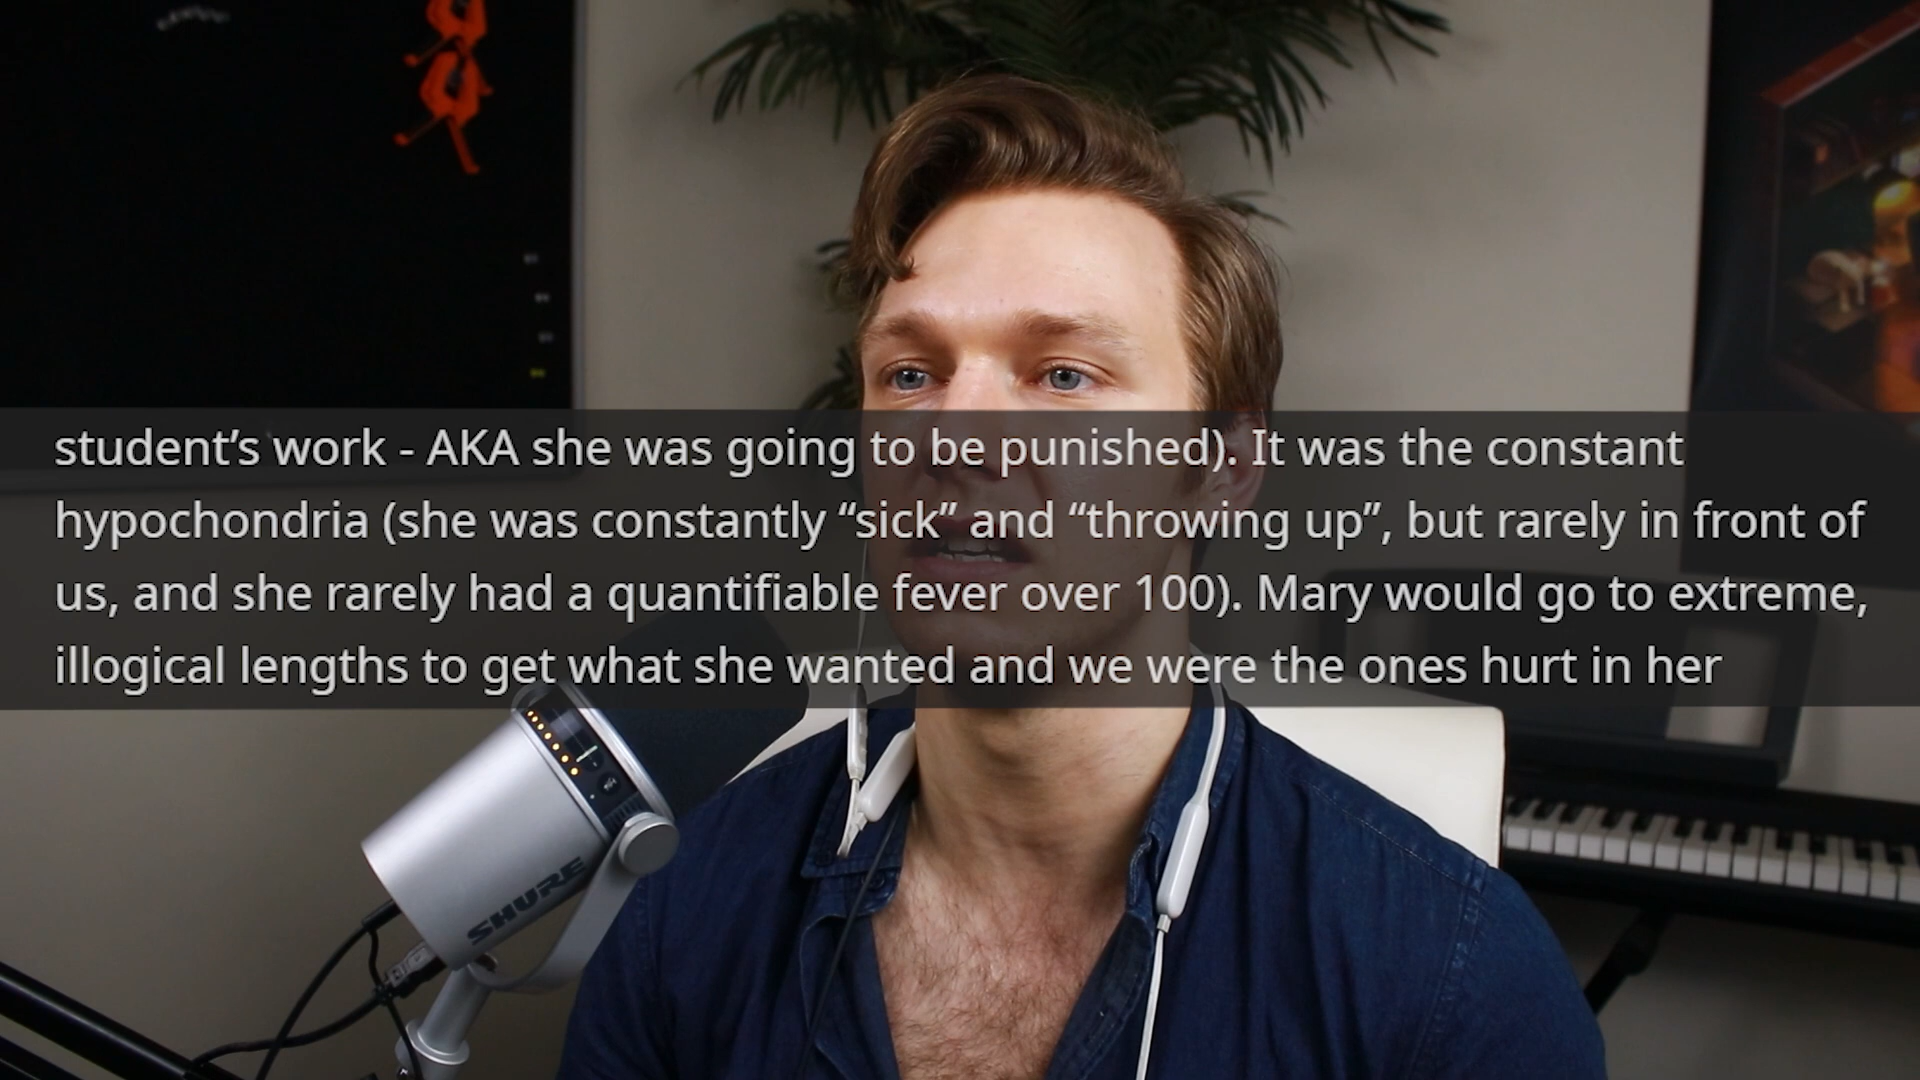 student’s work - AKA she was going to be punished). It was the constant
hypochondria (she was constantly “sick” and “throwing up”, but rarely in front of
us, and she rarely had a quantifiable fever over 100). Mary would go to extreme,
illogical lengths to get what she wanted and we were the ones hurt in her
SHURE